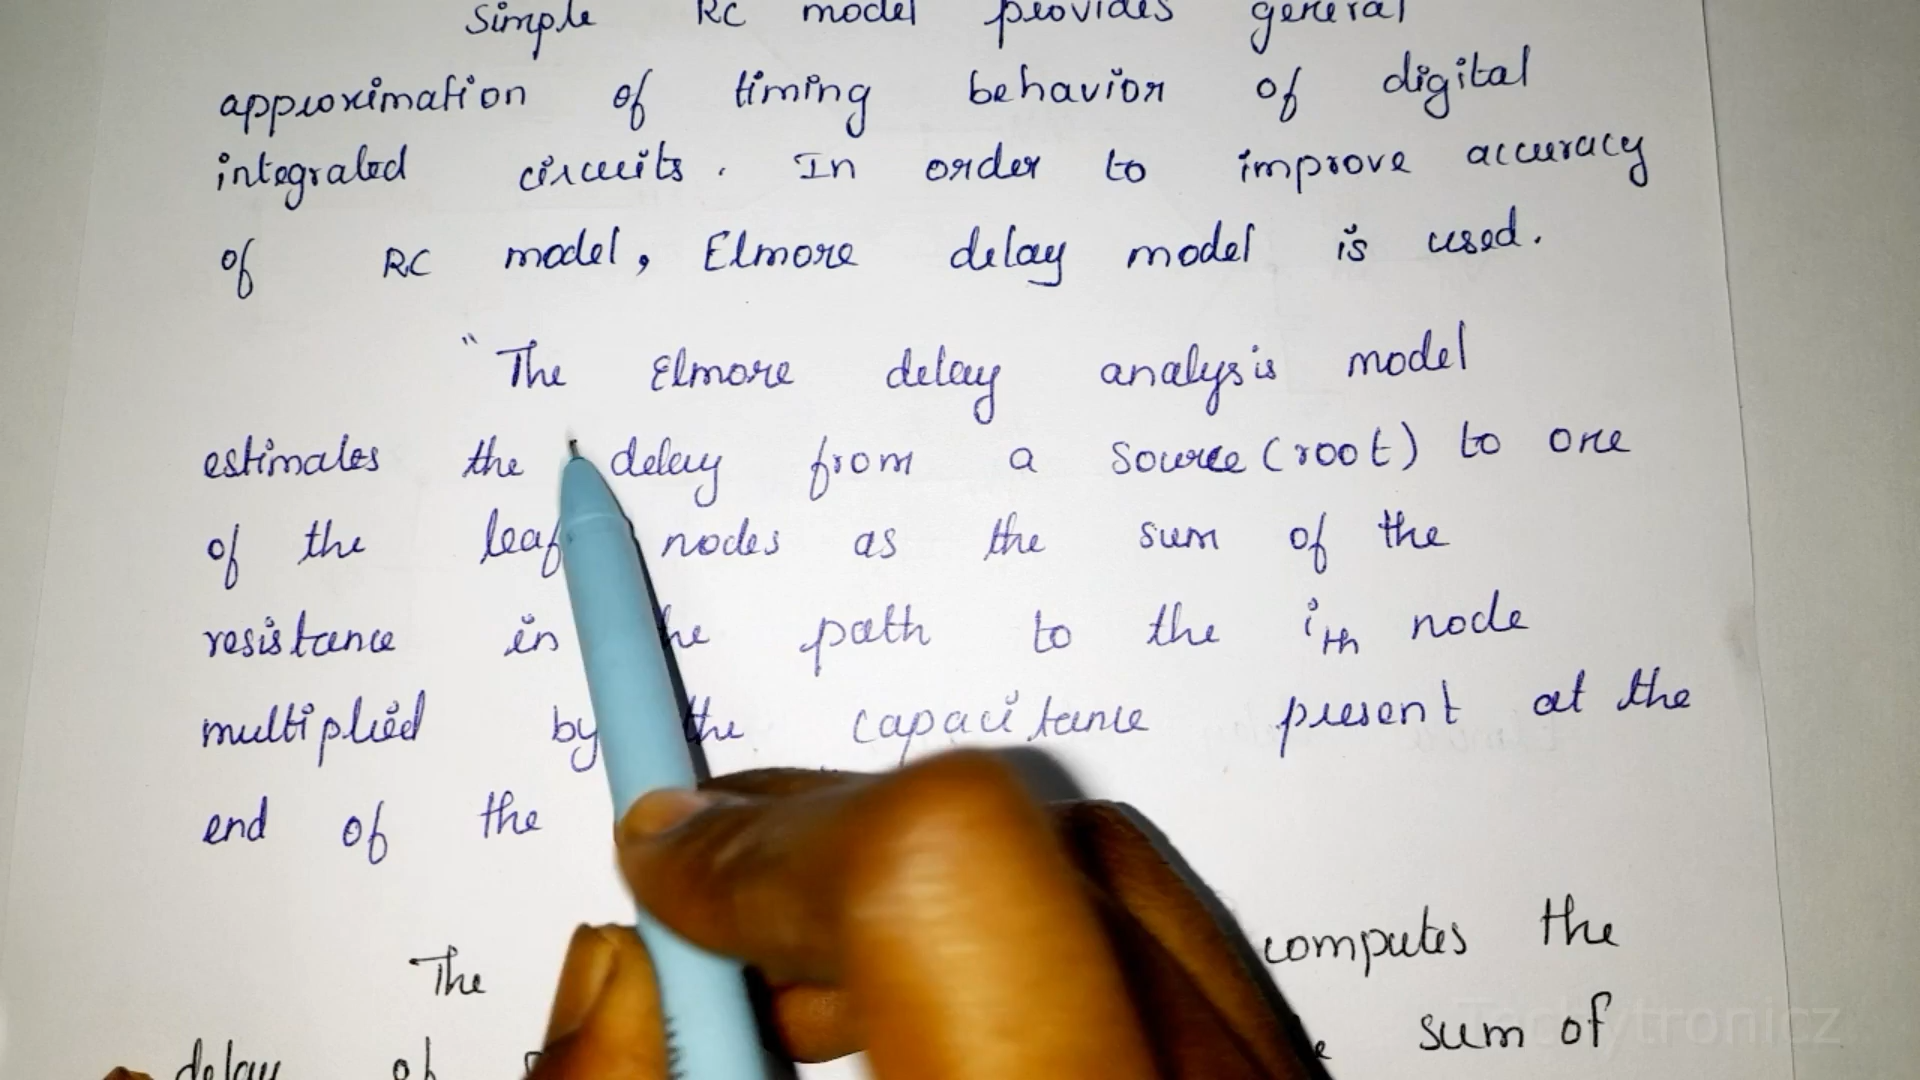 Simple RC model provides general
approximation of timing behavior of digital
integrated circuits. In order to improve accuracy
of RC model, Elmore delay model is used.
"The Elmore delay analysis model
estimates the delay from a source (root) to one
of the leaf nodes as the sum of the
resistance in the path to the ith node
multiplied by the capacitance present at the
end of the
The computes the
delay of sum of
Techytronicz